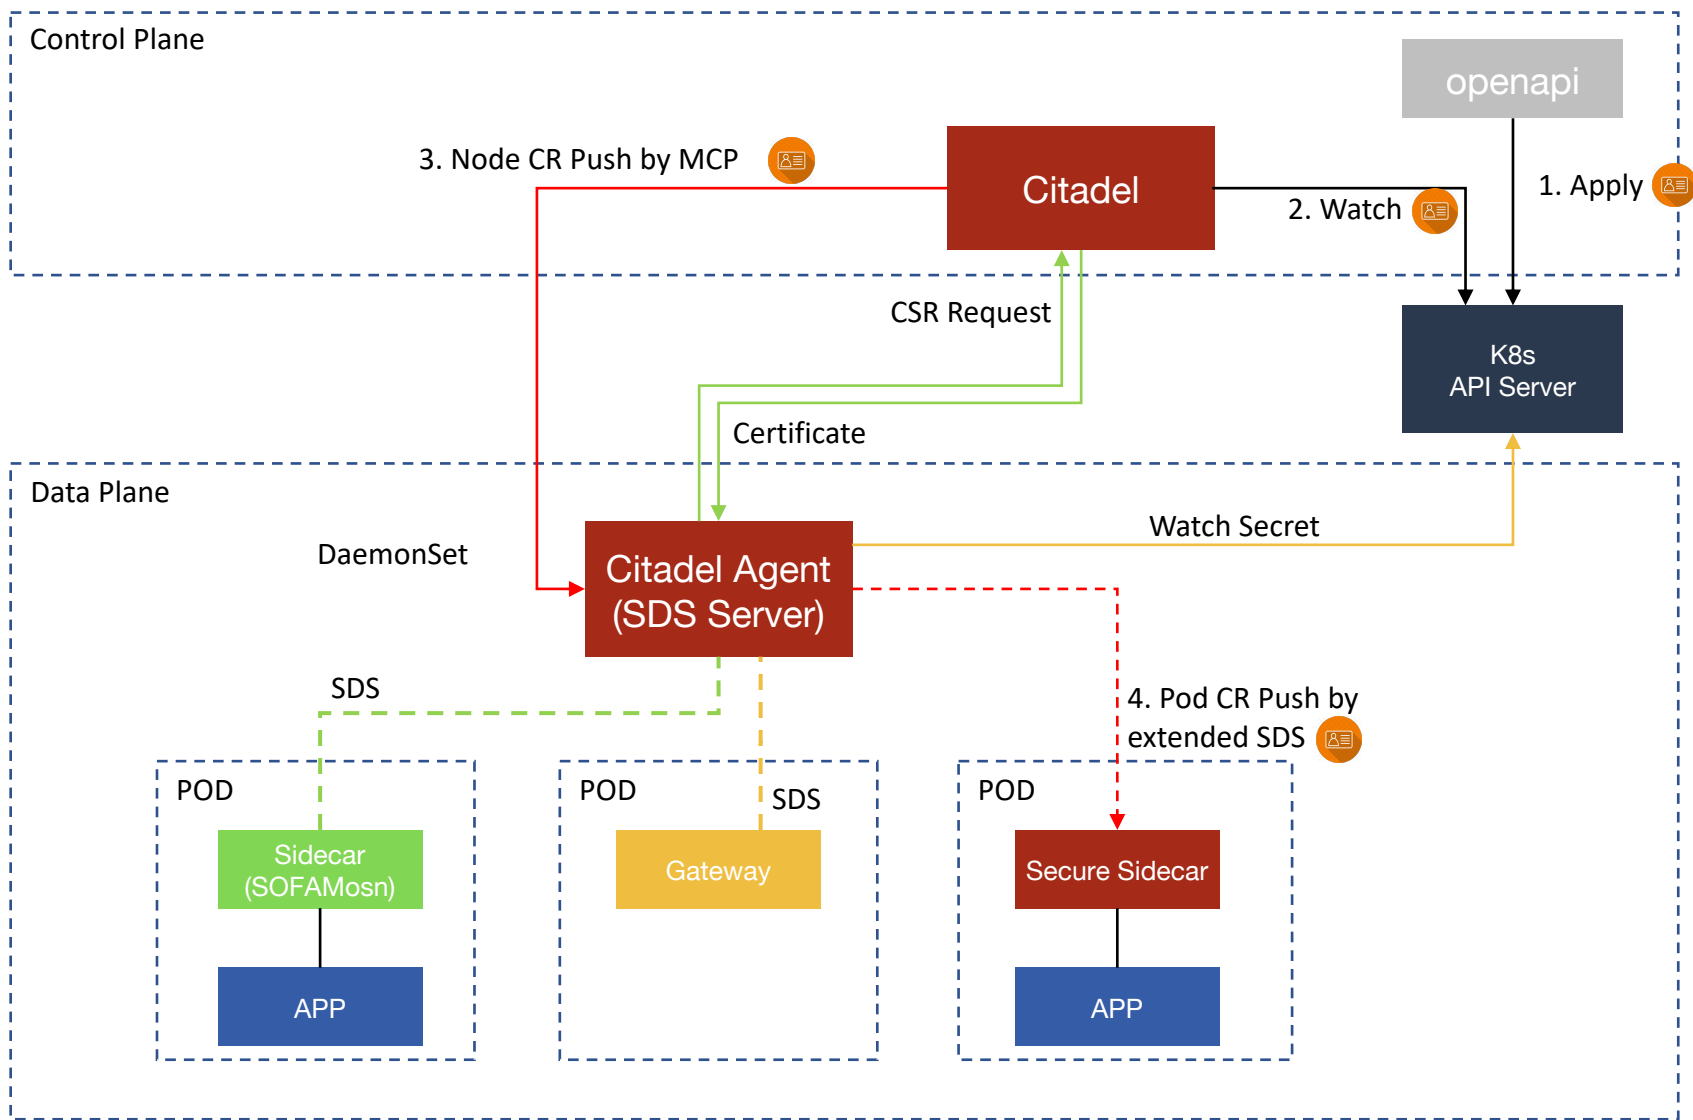 Control Plane
openapi
3. Node CR Push by MCP
Citadel
1. Apply
2. Watch
CSR Request
K8s
API Server
Certificate
Data Plane
Watch Secret
DaemonSet
Citadel Agent
(SDS Server)
SDS
4. Pod CR Push by
extended SDS
POD
POD
SDS
POD
Sidecar
(SOFAMosn)
Gateway
Secure Sidecar
APP
APP